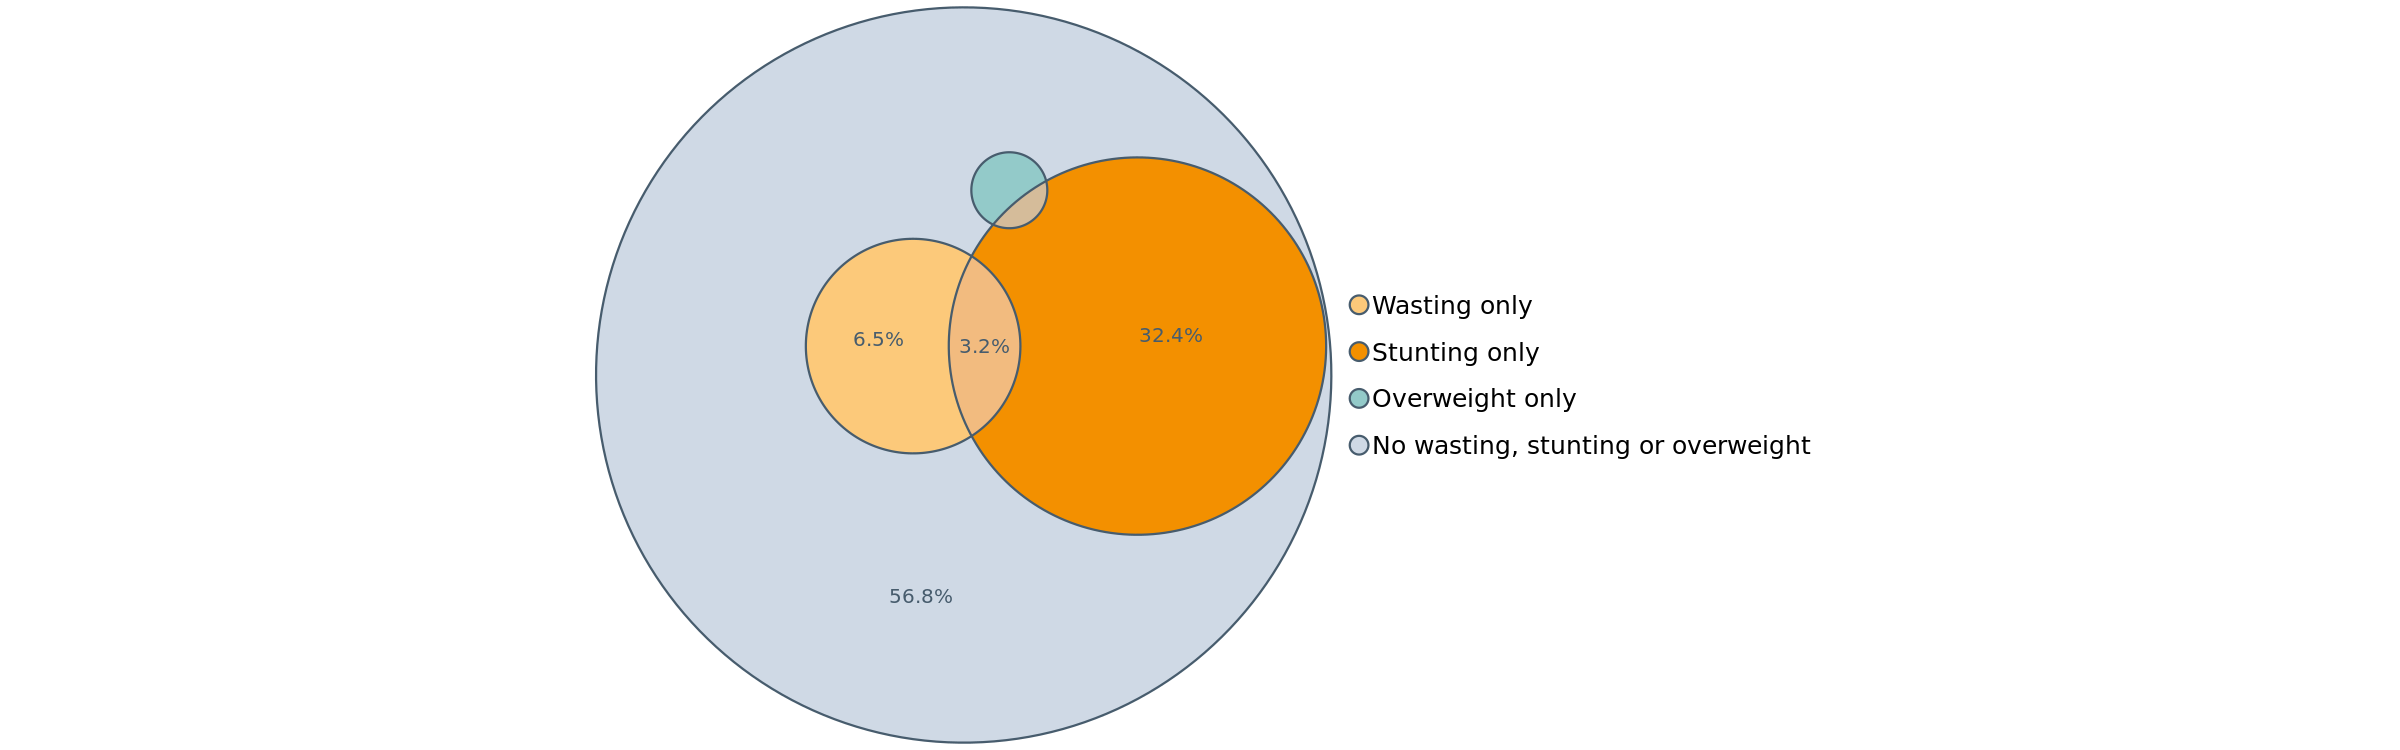 6.5%
3.2%
32.4%
56.8%
Wasting only
Stunting only
Overweight only
No wasting, stunting or overweight